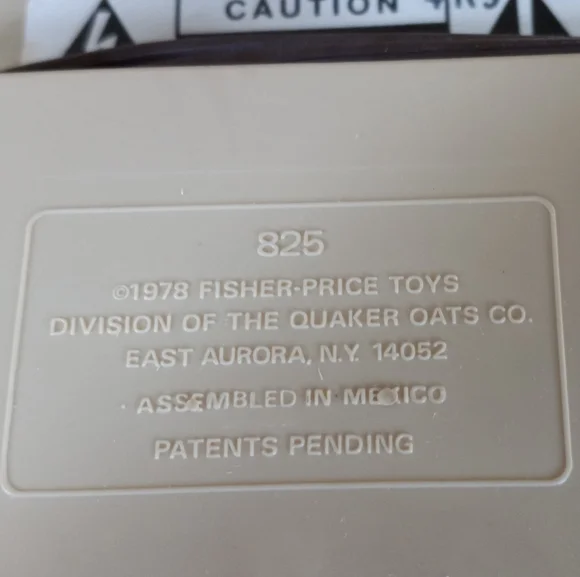 CAUTION
825
©1978 FISHER-PRICE TOYS
DIVISION OF THE QUAKER OATS CO.
EAST AURORA, N.Y. 14052
ASSEMBLED IN MEXICO
PATENTS PENDING